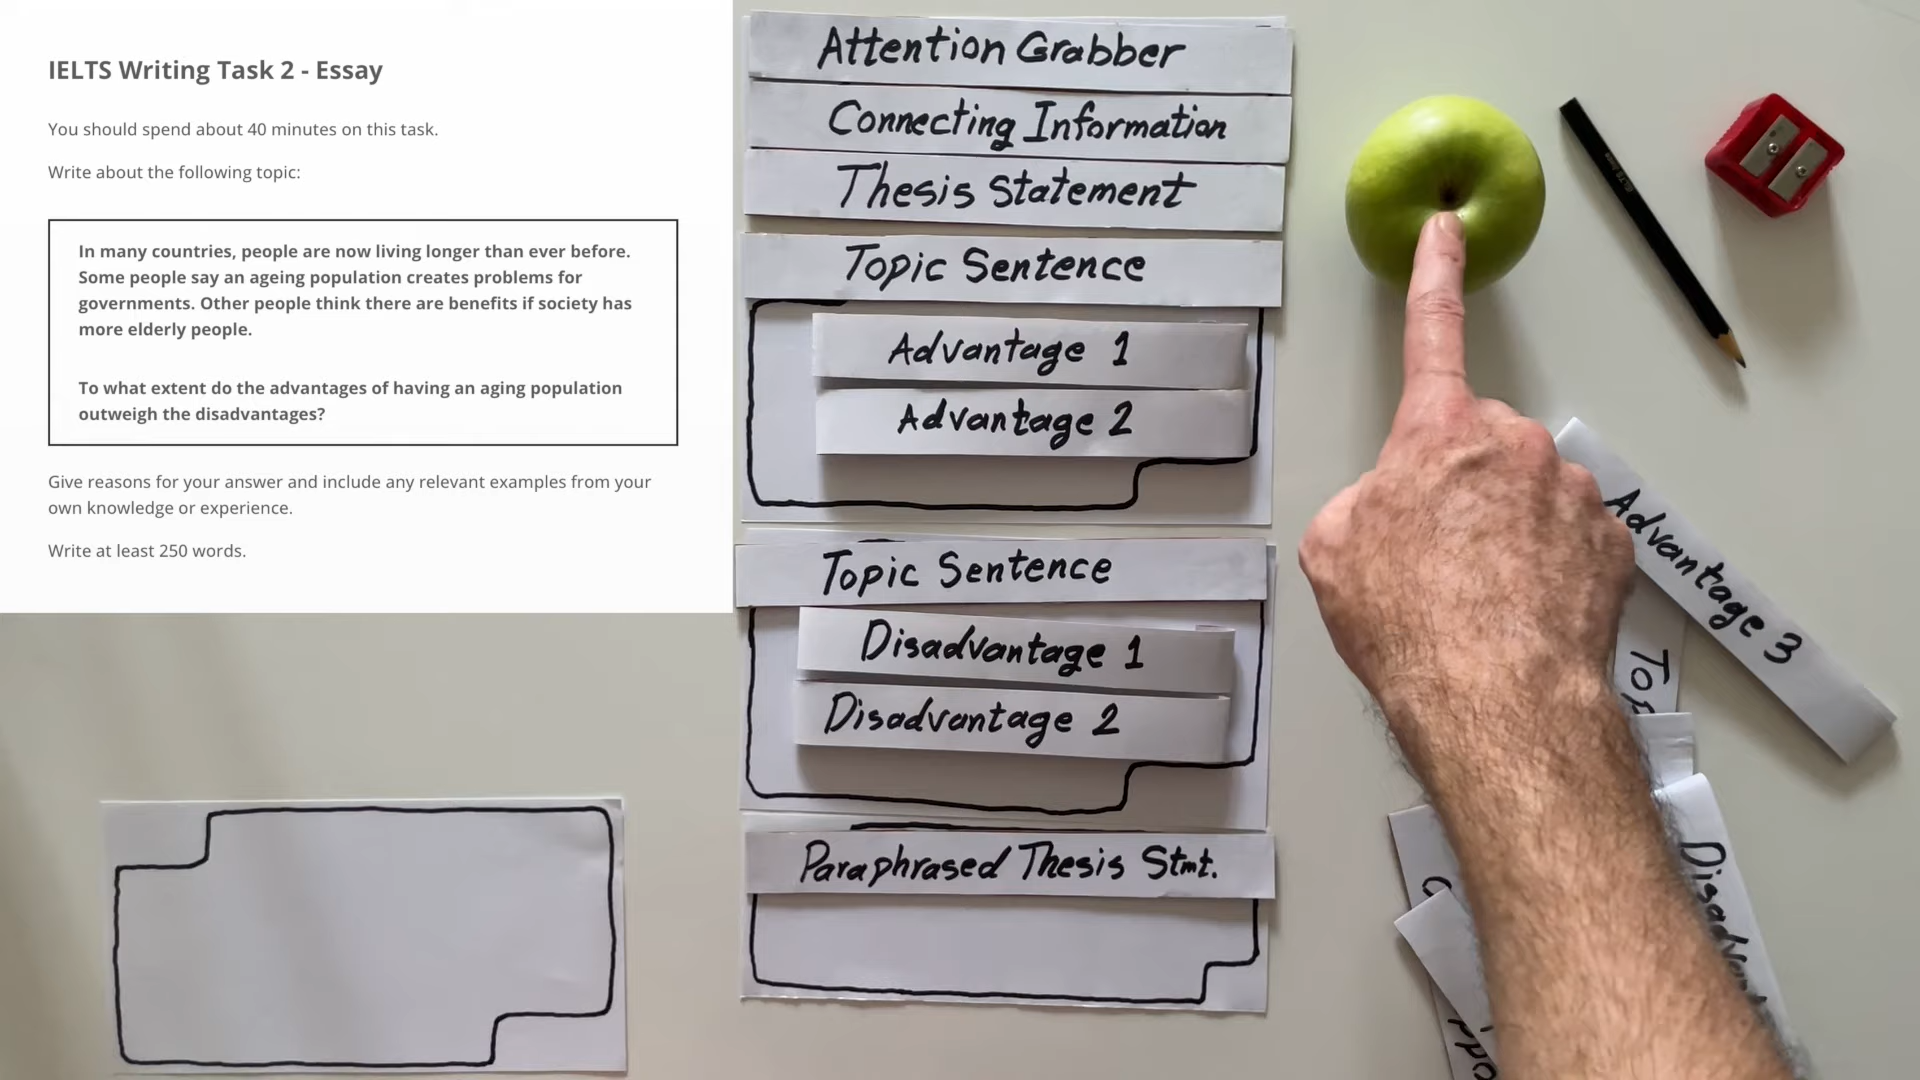 IELTS Writing Task 2 - Essay
You should spend about 40 minutes on this task.
Write about the following topic:
In many countries, people are now living longer than ever before.
Some people say an ageing population creates problems for
governments. Other people think there are benefits if society has
more elderly people.
To what extent do the advantages of having an aging population
outweigh the disadvantages?
Give reasons for your answer and include any relevant examples from your
own knowledge or experience.
Write at least 250 words.
Attention Grabber
Connecting Information
Thesis Statement
Topic Sentence
Advantage 1
Advantage 2
Topic Sentence
Disadvantage 1
Disadvantage 2
Paraphrased Thesis Stmt.
Advantage 3